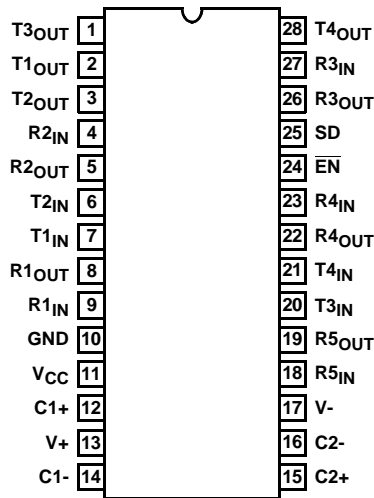 T3OUT 1 28 T4OUT
T1OUT 2 27 R3IN
T2OUT 3 26 R3OUT
R2IN 4 25 SD
R2OUT 5 24 EN
T2IN 6 23 R4IN
T1IN 7 22 R4OUT
R1OUT 8 21 T4IN
R1IN 9 20 T3IN
GND 10 19 R5OUT
VCC 11 18 R5IN
C1+ 12 17 V-
V+ 13 16 C2-
C1- 14 15 C2+